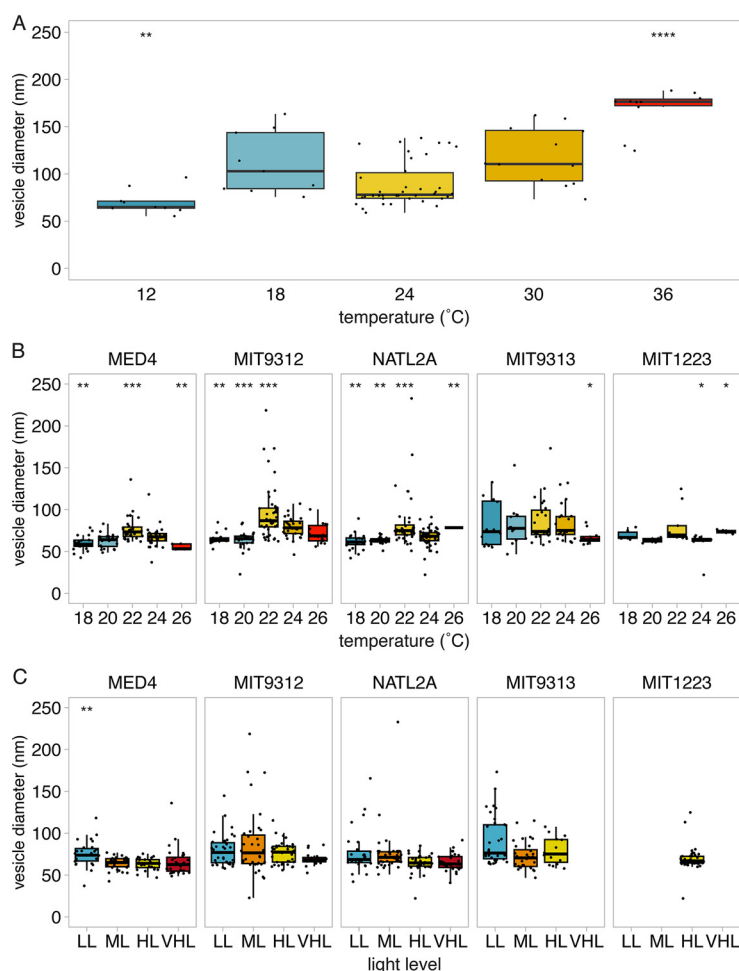 A
250
** ****
200
150
100
50
0
12 18 24 30 36
temperature (˚C)
vesicle diameter (nm)
B
MED4 MIT9312 NATL2A MIT9313 MIT1223
250
** *** ** ** *** *** ** ** *** ** * * *
200
150
100
50
0
18 20 22 24 26 18 20 22 24 26 18 20 22 24 26 18 20 22 24 26 18 20 22 24 26
temperature (˚C)
vesicle diameter (nm)
C
MED4 MIT9312 NATL2A MIT9313 MIT1223
250
**
200
150
100
50
0
LL ML HL VHL LL ML HL VHL LL ML HL VHL LL ML HL VHL LL ML HL VHL
light level
vesicle diameter (nm)